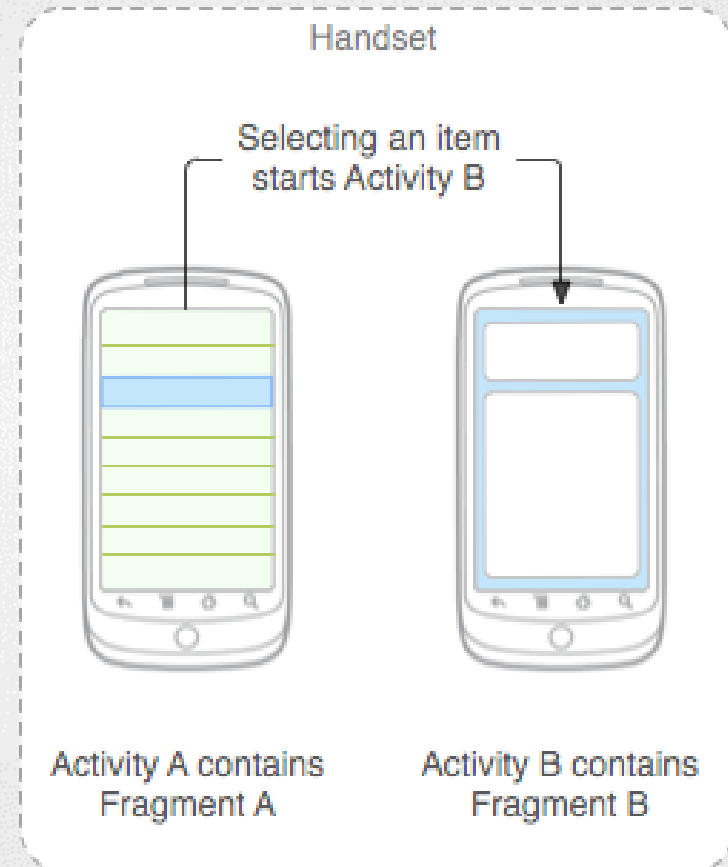 Handset
Selecting an item
starts Activity B
Activity A contains
Fragment A
Activity B contains
Fragment B